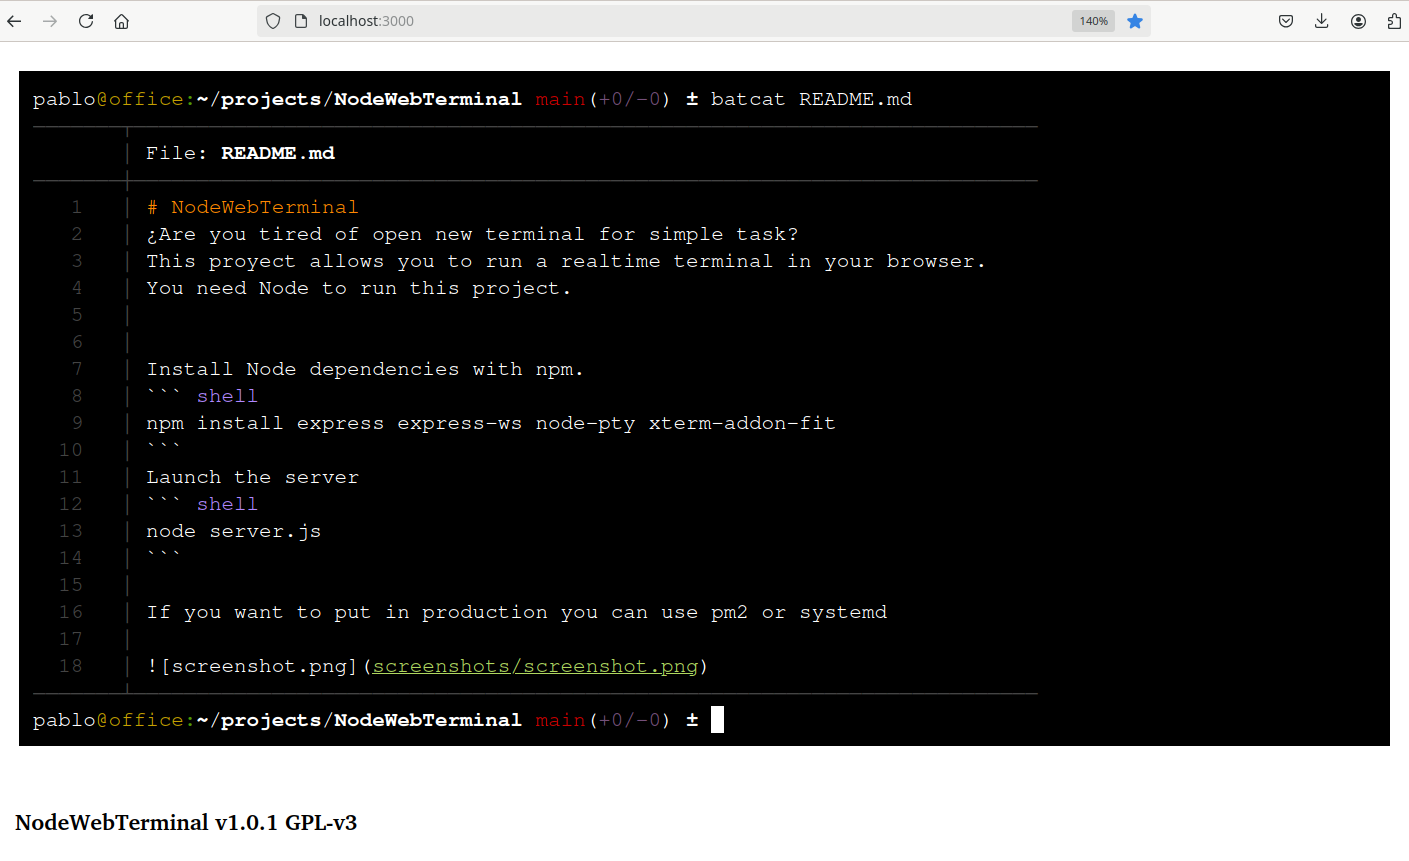 localhost:3000
140%
pablo@office:~/projects/NodeWebTerminal main(+0/-0) ± batcat README.md
File: README.md
1 # NodeWebTerminal
2 ¿Are you tired of open new terminal for simple task?
3 This proyect allows you to run a realtime terminal in your browser.
4 You need Node to run this project.
5
6
7 Install Node dependencies with npm.
8 ``` shell
9 npm install express express-ws node-pty xterm-addon-fit
10 ```
11 Launch the server
12 ``` shell
13 node server.js
14 ```
15
16 If you want to put in production you can use pm2 or systemd
17
18 ![screenshot.png](screenshots/screenshot.png)
pablo@office:~/projects/NodeWebTerminal main(+0/-0) ±
NodeWebTerminal v1.0.1 GPL-v3